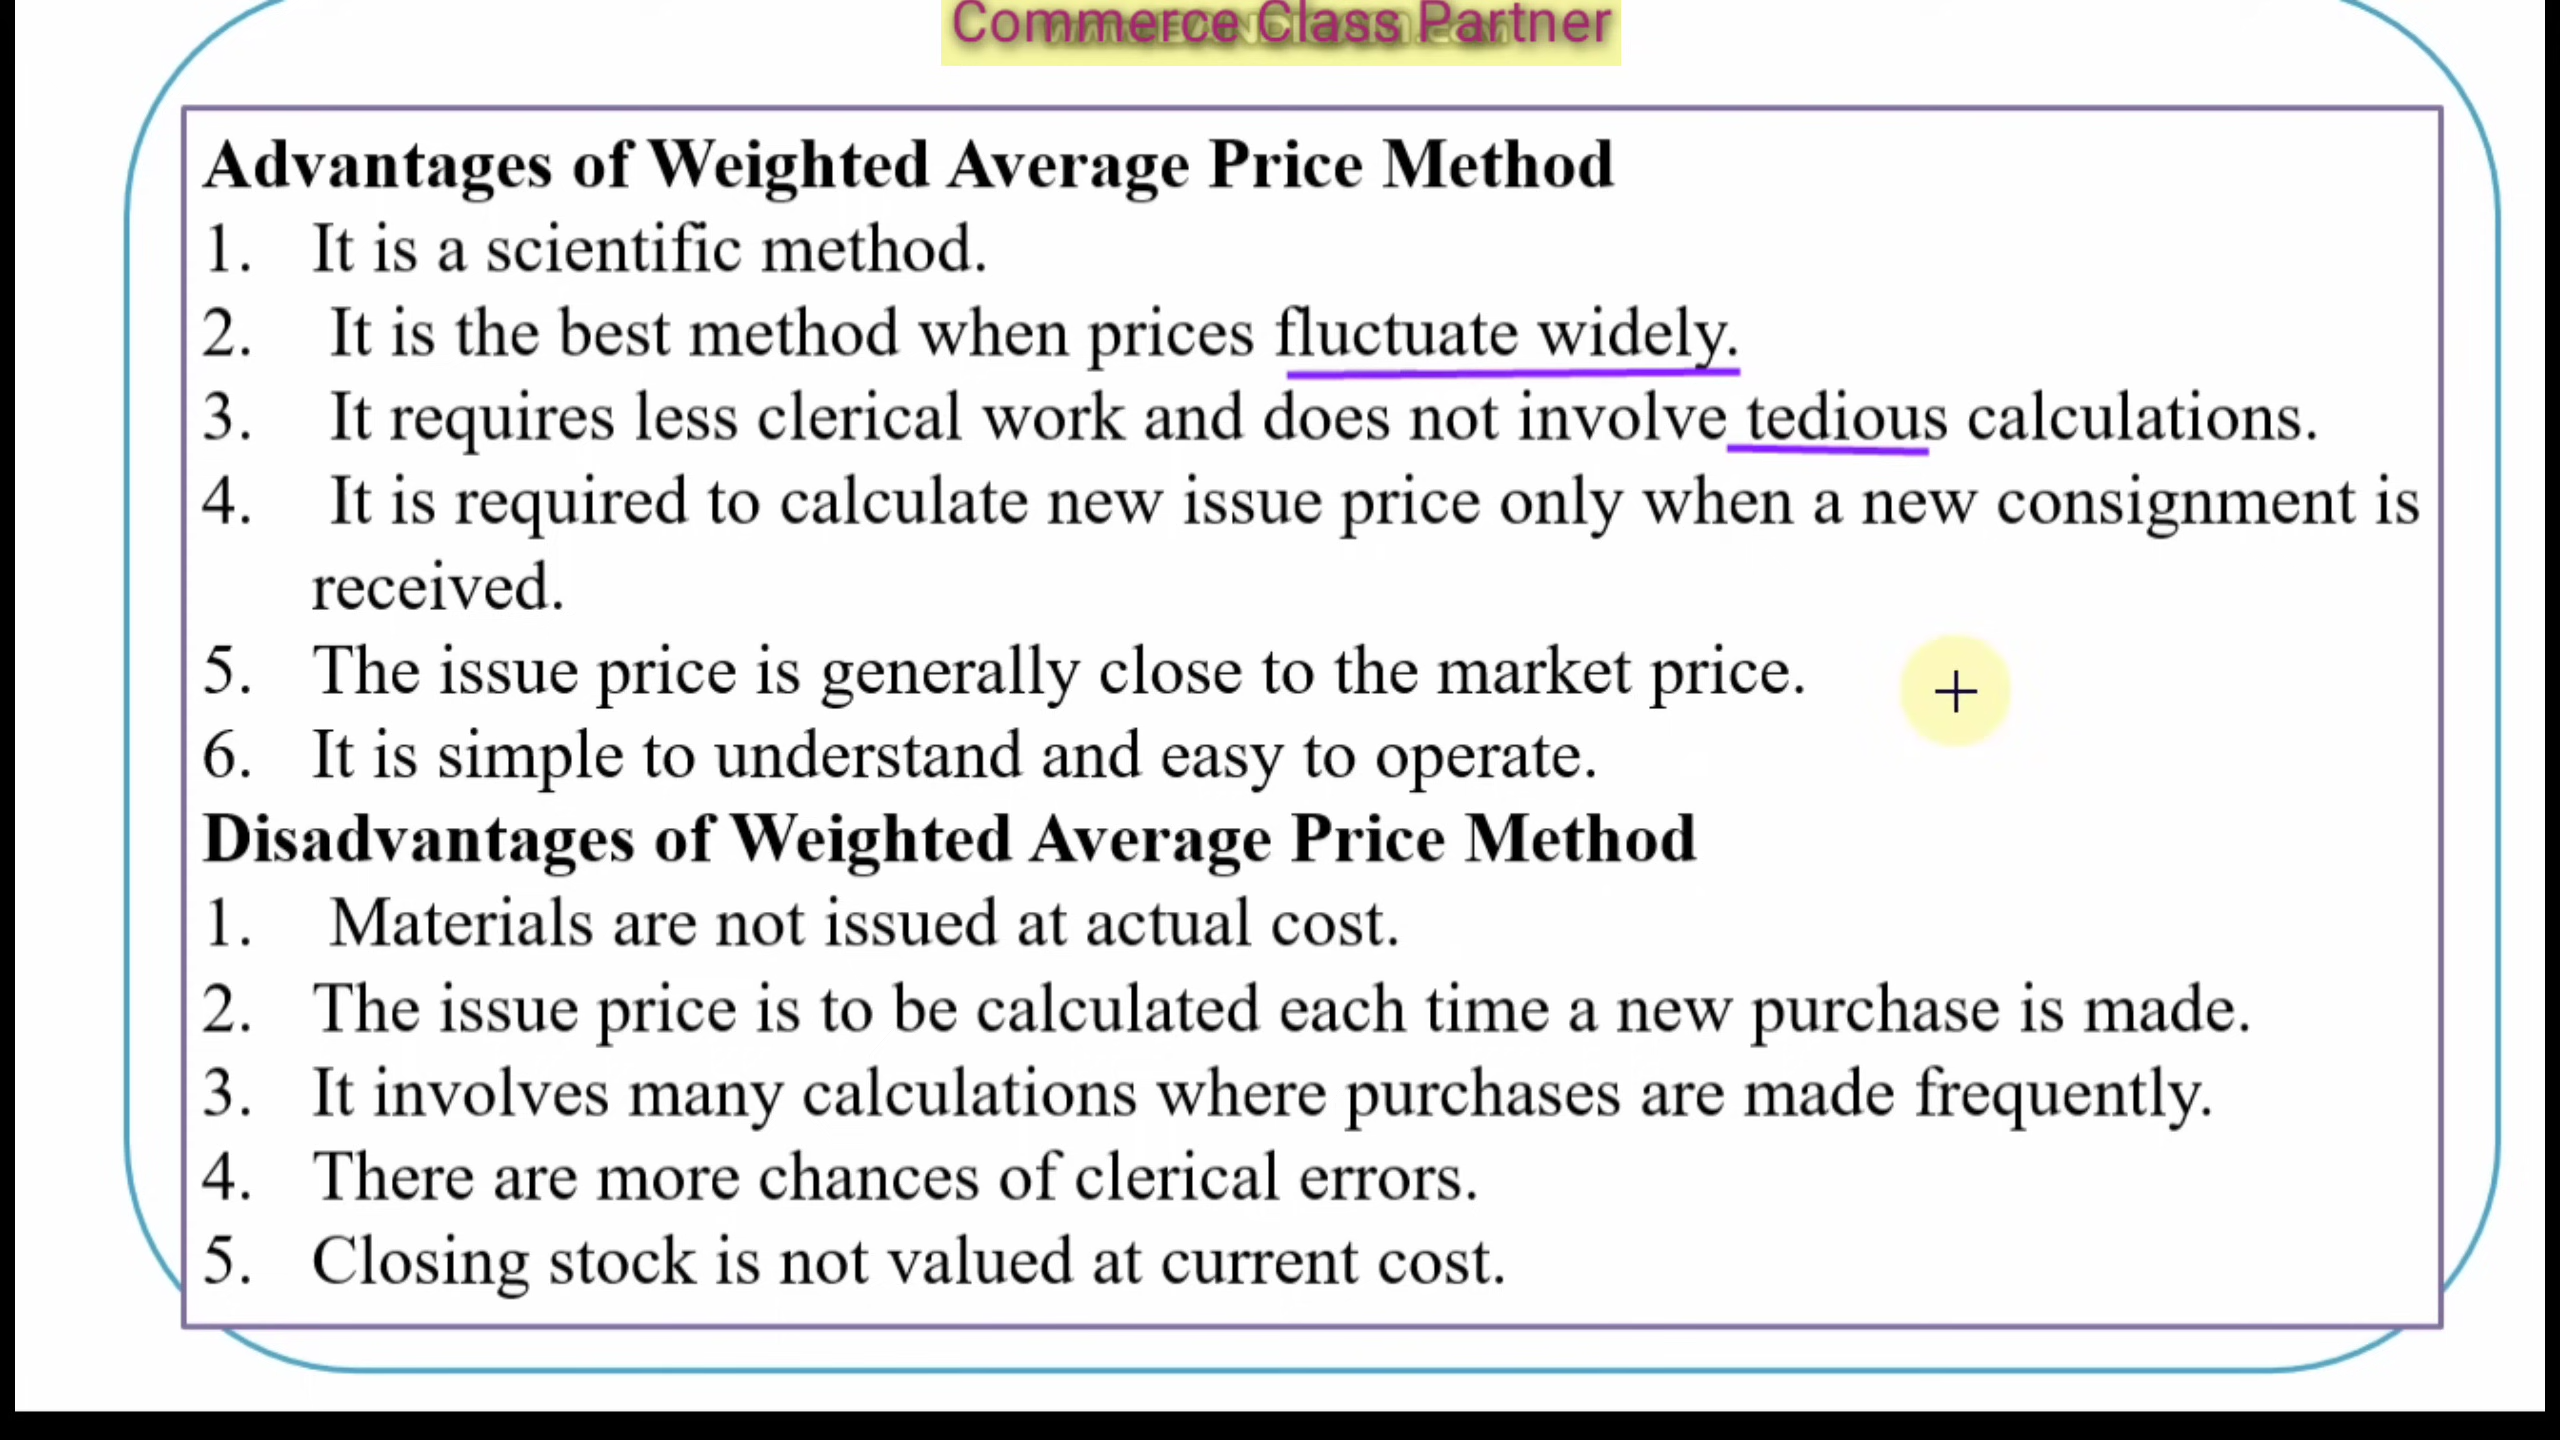 Commerce Class Partner
Advantages of Weighted Average Price Method
1. It is a scientific method.
2. It is the best method when prices fluctuate widely.
3. It requires less clerical work and does not involve tedious calculations.
4. It is required to calculate new issue price only when a new consignment is
received.
5. The issue price is generally close to the market price.
6. It is simple to understand and easy to operate.
Disadvantages of Weighted Average Price Method
1. Materials are not issued at actual cost.
2. The issue price is to be calculated each time a new purchase is made.
3. It involves many calculations where purchases are made frequently.
4. There are more chances of clerical errors.
5. Closing stock is not valued at current cost.